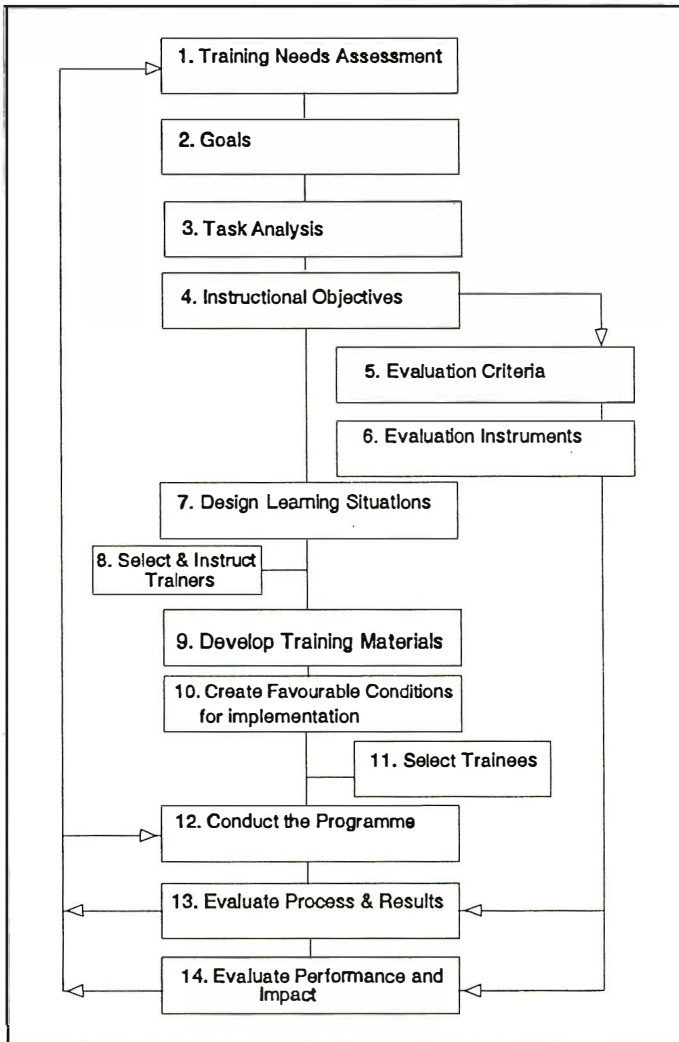 1. Training Needs Assessment
2. Goals
3. Task Analysis
4. Instructional Objectives
5. Evaluation Criteria
6. Evaluation Instruments
7. Design Learning Situations
8. Select & Instruct
Trainers
9. Develop Training Materials
10. Create Favourable Conditions
for implementation
11. Select Trainees
12. Conduct the Programme
13. Evaluate Process & Results
14. Evaluate Performance and
Impact